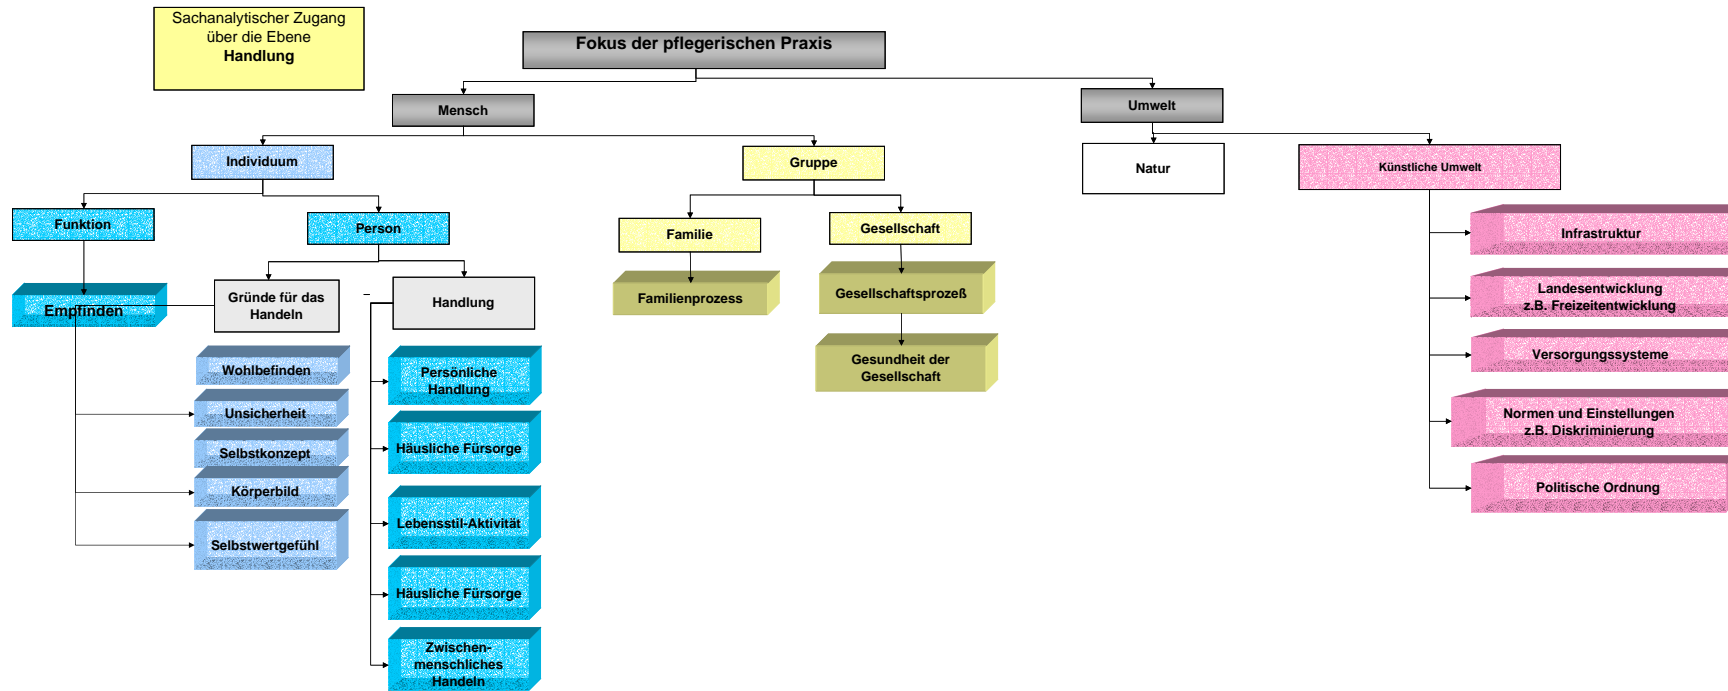 Sachanalytischer Zugang
über die Ebene
Handlung
Fokus der pflegerischen Praxis
Mensch
Umwelt
Individuum
Gruppe
Natur
Künstliche Umwelt
Funktion
Person
Familie
Gesellschaft
Infrastruktur
Empfinden
Gründe für das
Handeln
–
Handlung
Familienprozess
Gesellschaftsprozeß
Landesentwicklung
z.B. Freizeitentwicklung
Wohlbefinden
Persönliche
Handlung
Gesundheit der
Gesellschaft
Versorgungssysteme
Unsicherheit
Normen und Einstellungen
z.B. Diskriminierung
Selbstkonzept
Häusliche Fürsorge
Körperbild
Politische Ordnung
Lebensstil-Aktivität
Selbstwertgefühl
Häusliche Fürsorge
Zwischen-
menschliches
Handeln